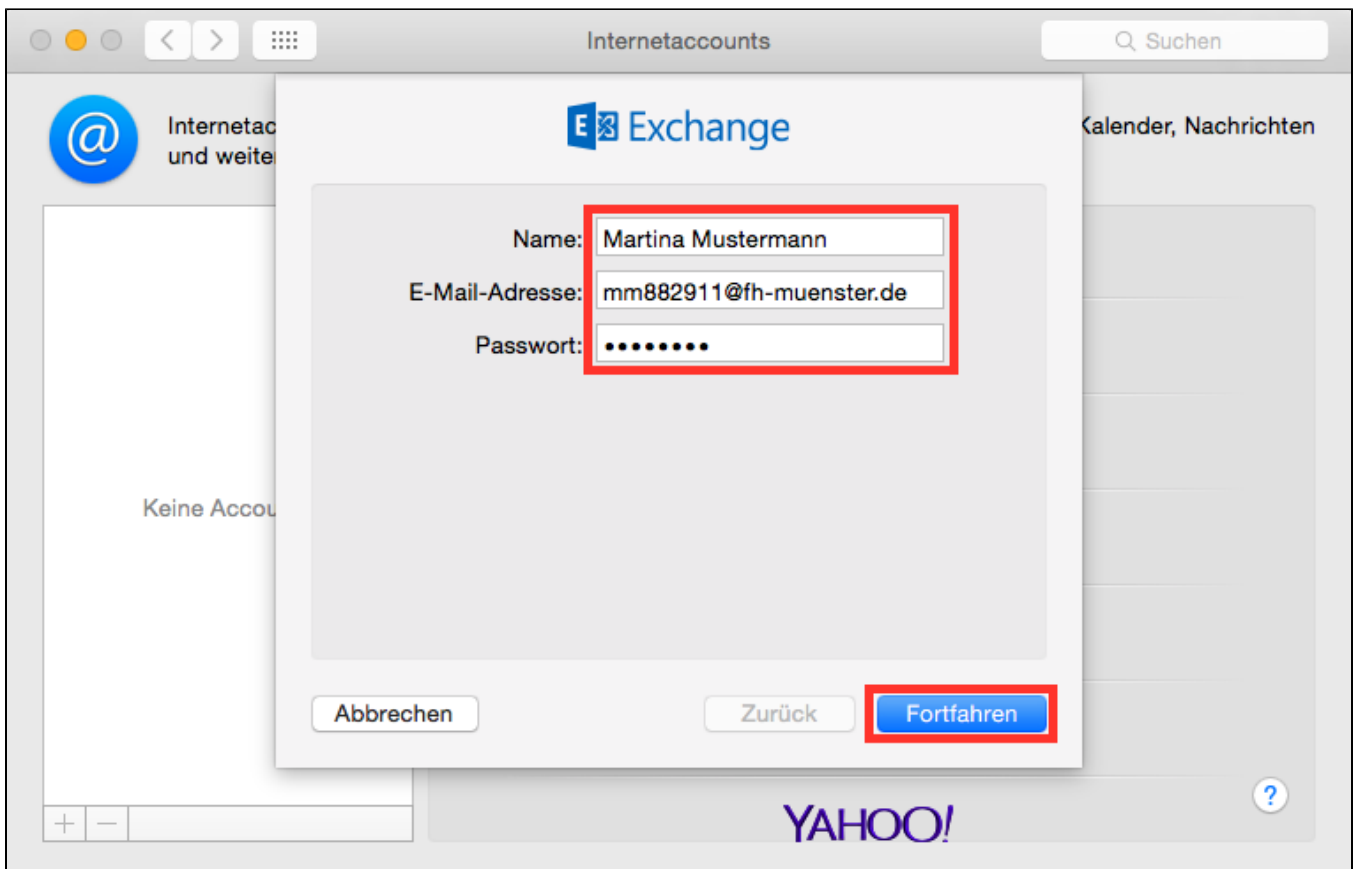 Internetaccounts
Suchen
Internetac
und weite
Kalender, Nachrichten
E Exchange
Name: Martina Mustermann
E-Mail-Adresse: mm882911@fh-muenster.de
Passwort: ••••••••
Keine Accou
Abbrechen
Zurück
Fortfahren
YAHOO!
?